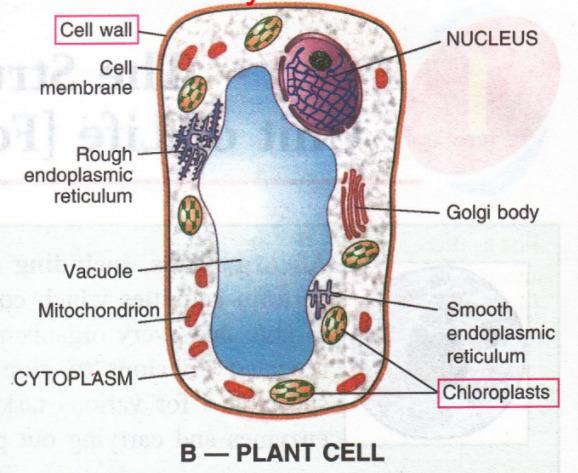 Cell wall
Cell
membrane
Rough
endoplasmic
reticulum
Vacuole
Mitochondrion
CYTOPLASM
NUCLEUS
Golgi body
Smooth
endoplasmic
reticulum
Chloroplasts
B — PLANT CELL